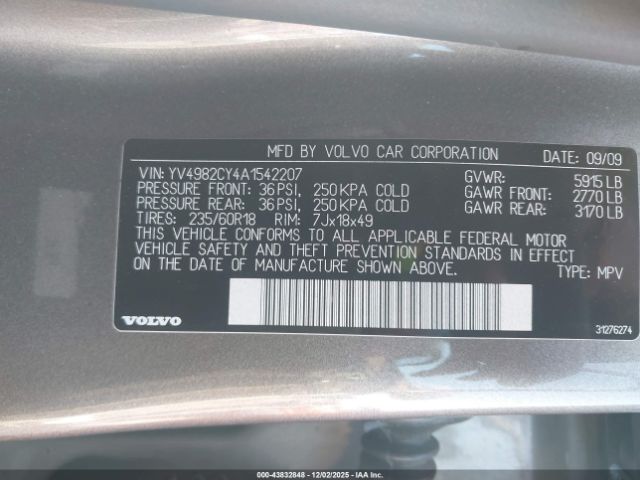 MFD BY VOLVO CAR CORPORATION DATE: 09/09
VIN: YV4982CY4A1542207 GVWR: 5915 LB
PRESSURE FRONT: 36 PSI, 250 KPA COLD GAWR FRONT: 2770 LB
PRESSURE REAR: 36 PSI, 250 KPA COLD GAWR REAR: 3170 LB
TIRES: 235/60R18 RIM: 7Jx18x49
THIS VEHICLE CONFORMS TO ALL APPLICABLE FEDERAL MOTOR
VEHICLE SAFETY AND THEFT PREVENTION STANDARDS IN EFFECT
ON THE DATE OF MANUFACTURE SHOWN ABOVE. TYPE: MPV
VOLVO 31276274
000-43832848 - 12/02/2025 - IAAI.CA